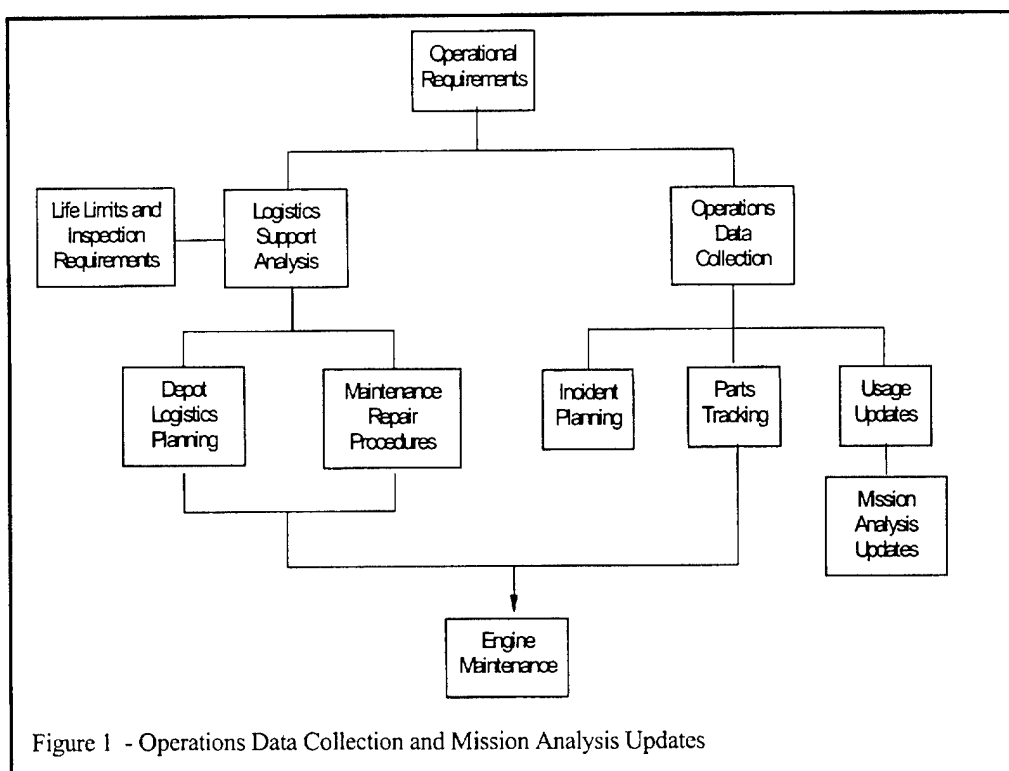 Operational
Requirements
Life Limits and
Inspection
Requirements
Logistics
Support
Analysis
Operations
Data
Collection
Depot
Logistics
Planning
Maintenance
Repair
Procedures
Incident
Planning
Parts
Tracking
Usage
Updates
Mission
Analysis
Updates
Engine
Maintenance
Figure 1 - Operations Data Collection and Mission Analysis Updates